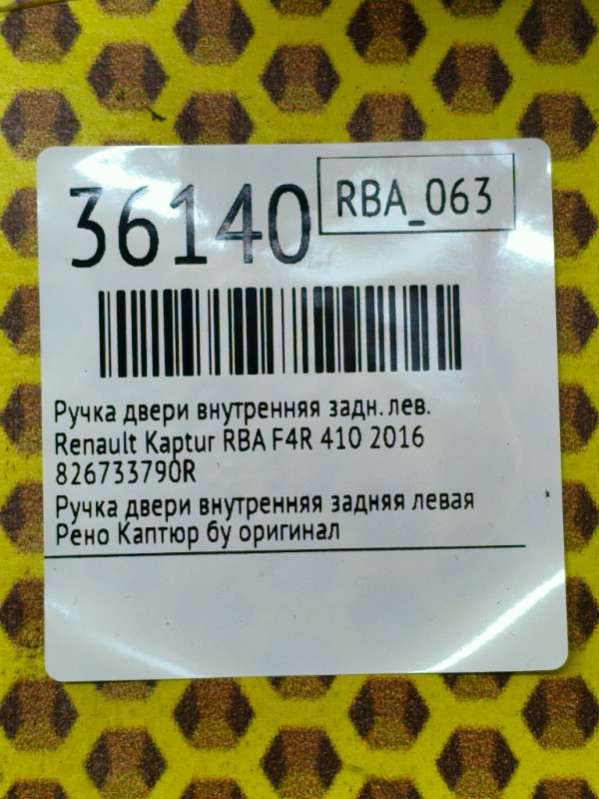 36140
RBA_063
Ручка двери внутренняя задн. лев.
Renault Kaptur RBA F4R 410 2016
826733790R
Ручка двери внутренняя задняя левая
Рено Каптюр бу оригинал